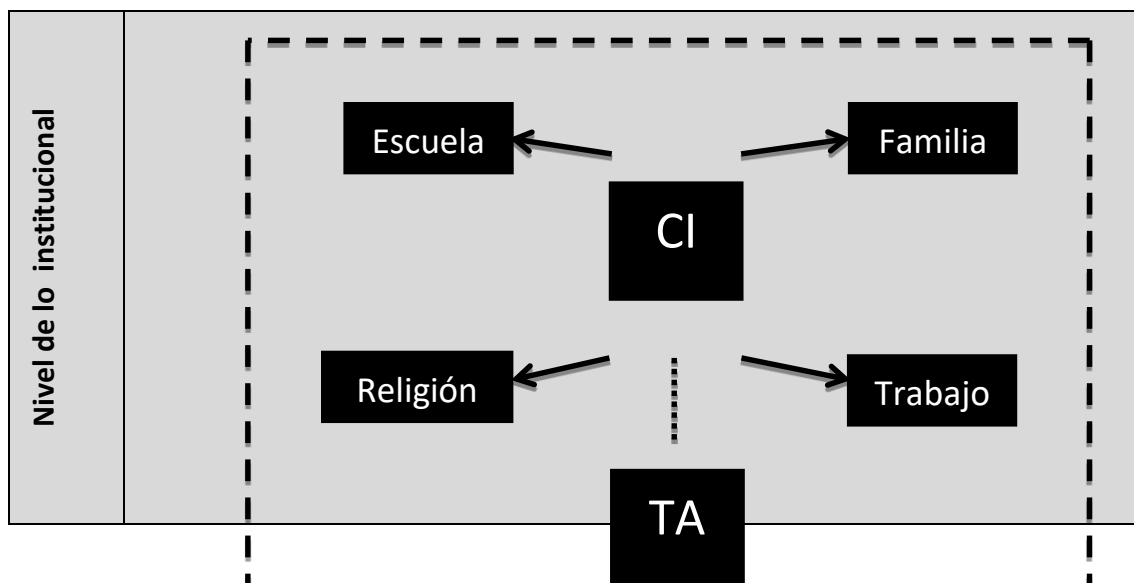 Nivel de lo institucional
Escuela
Familia
CI
Religión
Trabajo
TA